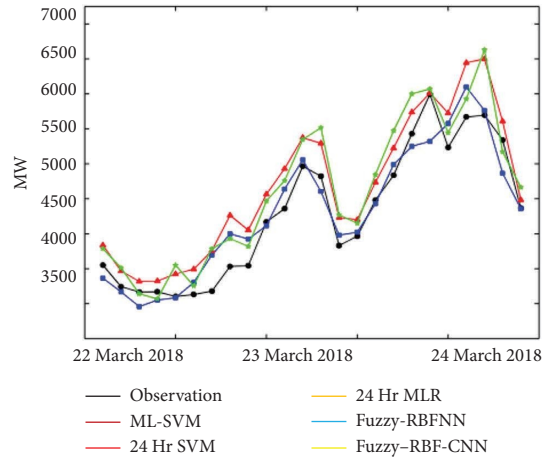 7000
6500
6000
5500
5000
4500
4000
3500
MW
22 March 2018 23 March 2018 24 March 2018
Observation
ML-SVM
24 Hr SVM
24 Hr MLR
Fuzzy-RBFNN
Fuzzy–RBF-CNN